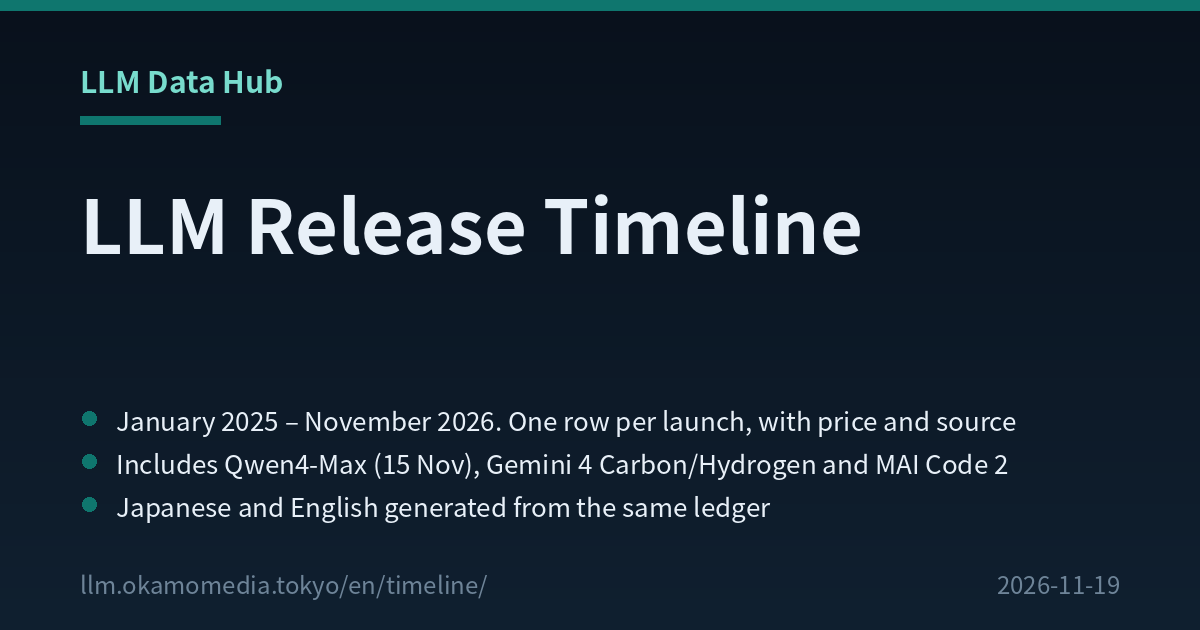 LLM Data Hub
LLM Release Timeline
January 2025 – November 2026. One row per launch, with price and source
Includes Qwen4-Max (15 Nov), Gemini 4 Carbon/Hydrogen and MAI Code 2
Japanese and English generated from the same ledger
llm.okamomedia.tokyo/en/timeline/
2026-11-19